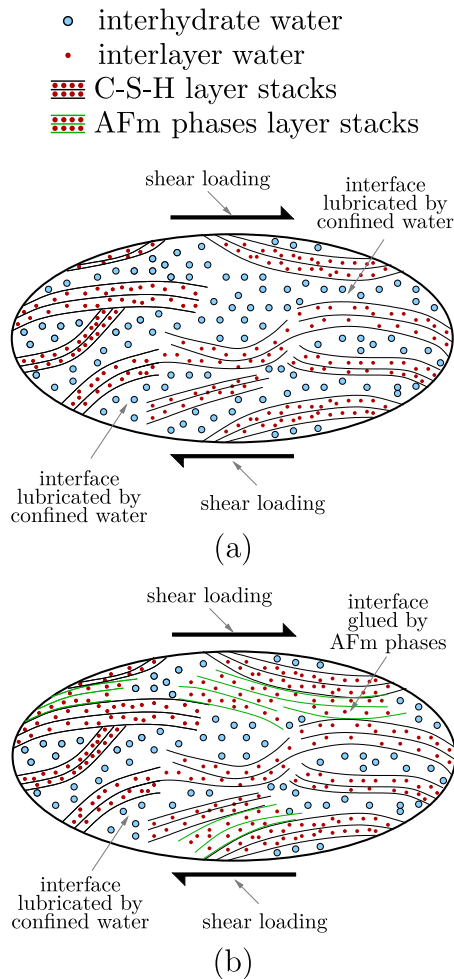 interhydrate water
interlayer water
C-S-H layer stacks
AFm phases layer stacks
shear loading
interface
lubricated by
confined water
interface
lubricated by
confined water
shear loading
(a)
shear loading
interface
glued by
AFm phases
interface
lubricated by
confined water
shear loading
(b)